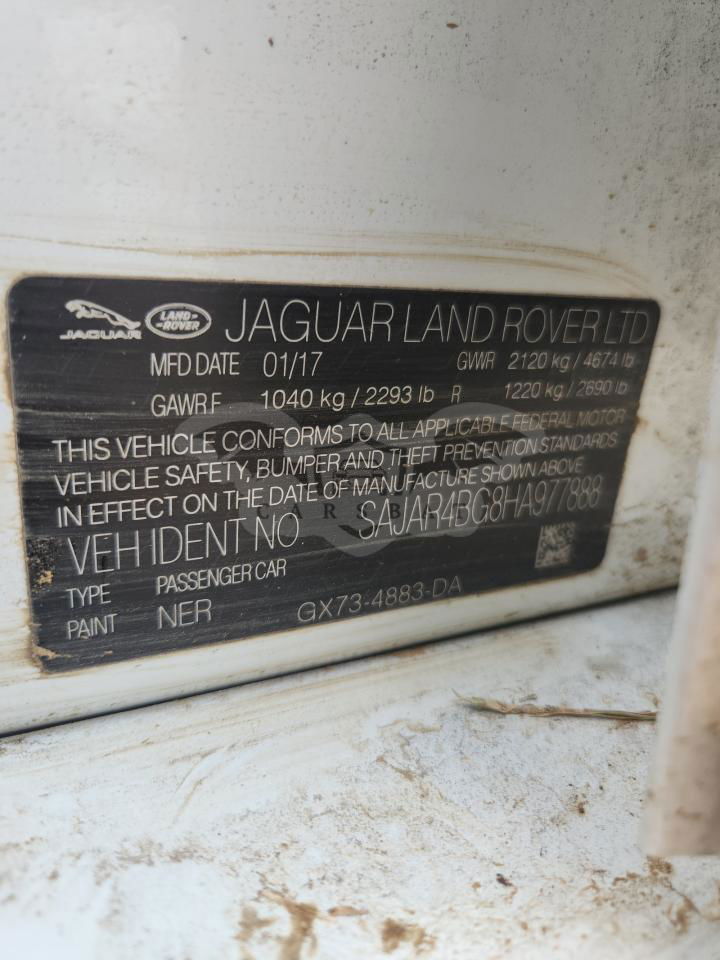 JAGUAR LAND-ROVER JAGUAR LAND ROVER LTD
MFD DATE 01/17 GVWR 2120 kg / 4674 lb
GAWR F 1040 kg / 2293 lb R 1220 kg / 2690 lb
THIS VEHICLE CONFORMS TO ALL APPLICABLE FEDERAL MOTOR
VEHICLE SAFETY, BUMPER AND THEFT PREVENTION STANDARDS
IN EFFECT ON THE DATE OF MANUFACTURE SHOWN ABOVE
VEH IDENT NO SAJAR4BG8HA977888
TYPE PASSENGER CAR
PAINT NER GX73-4883-DA